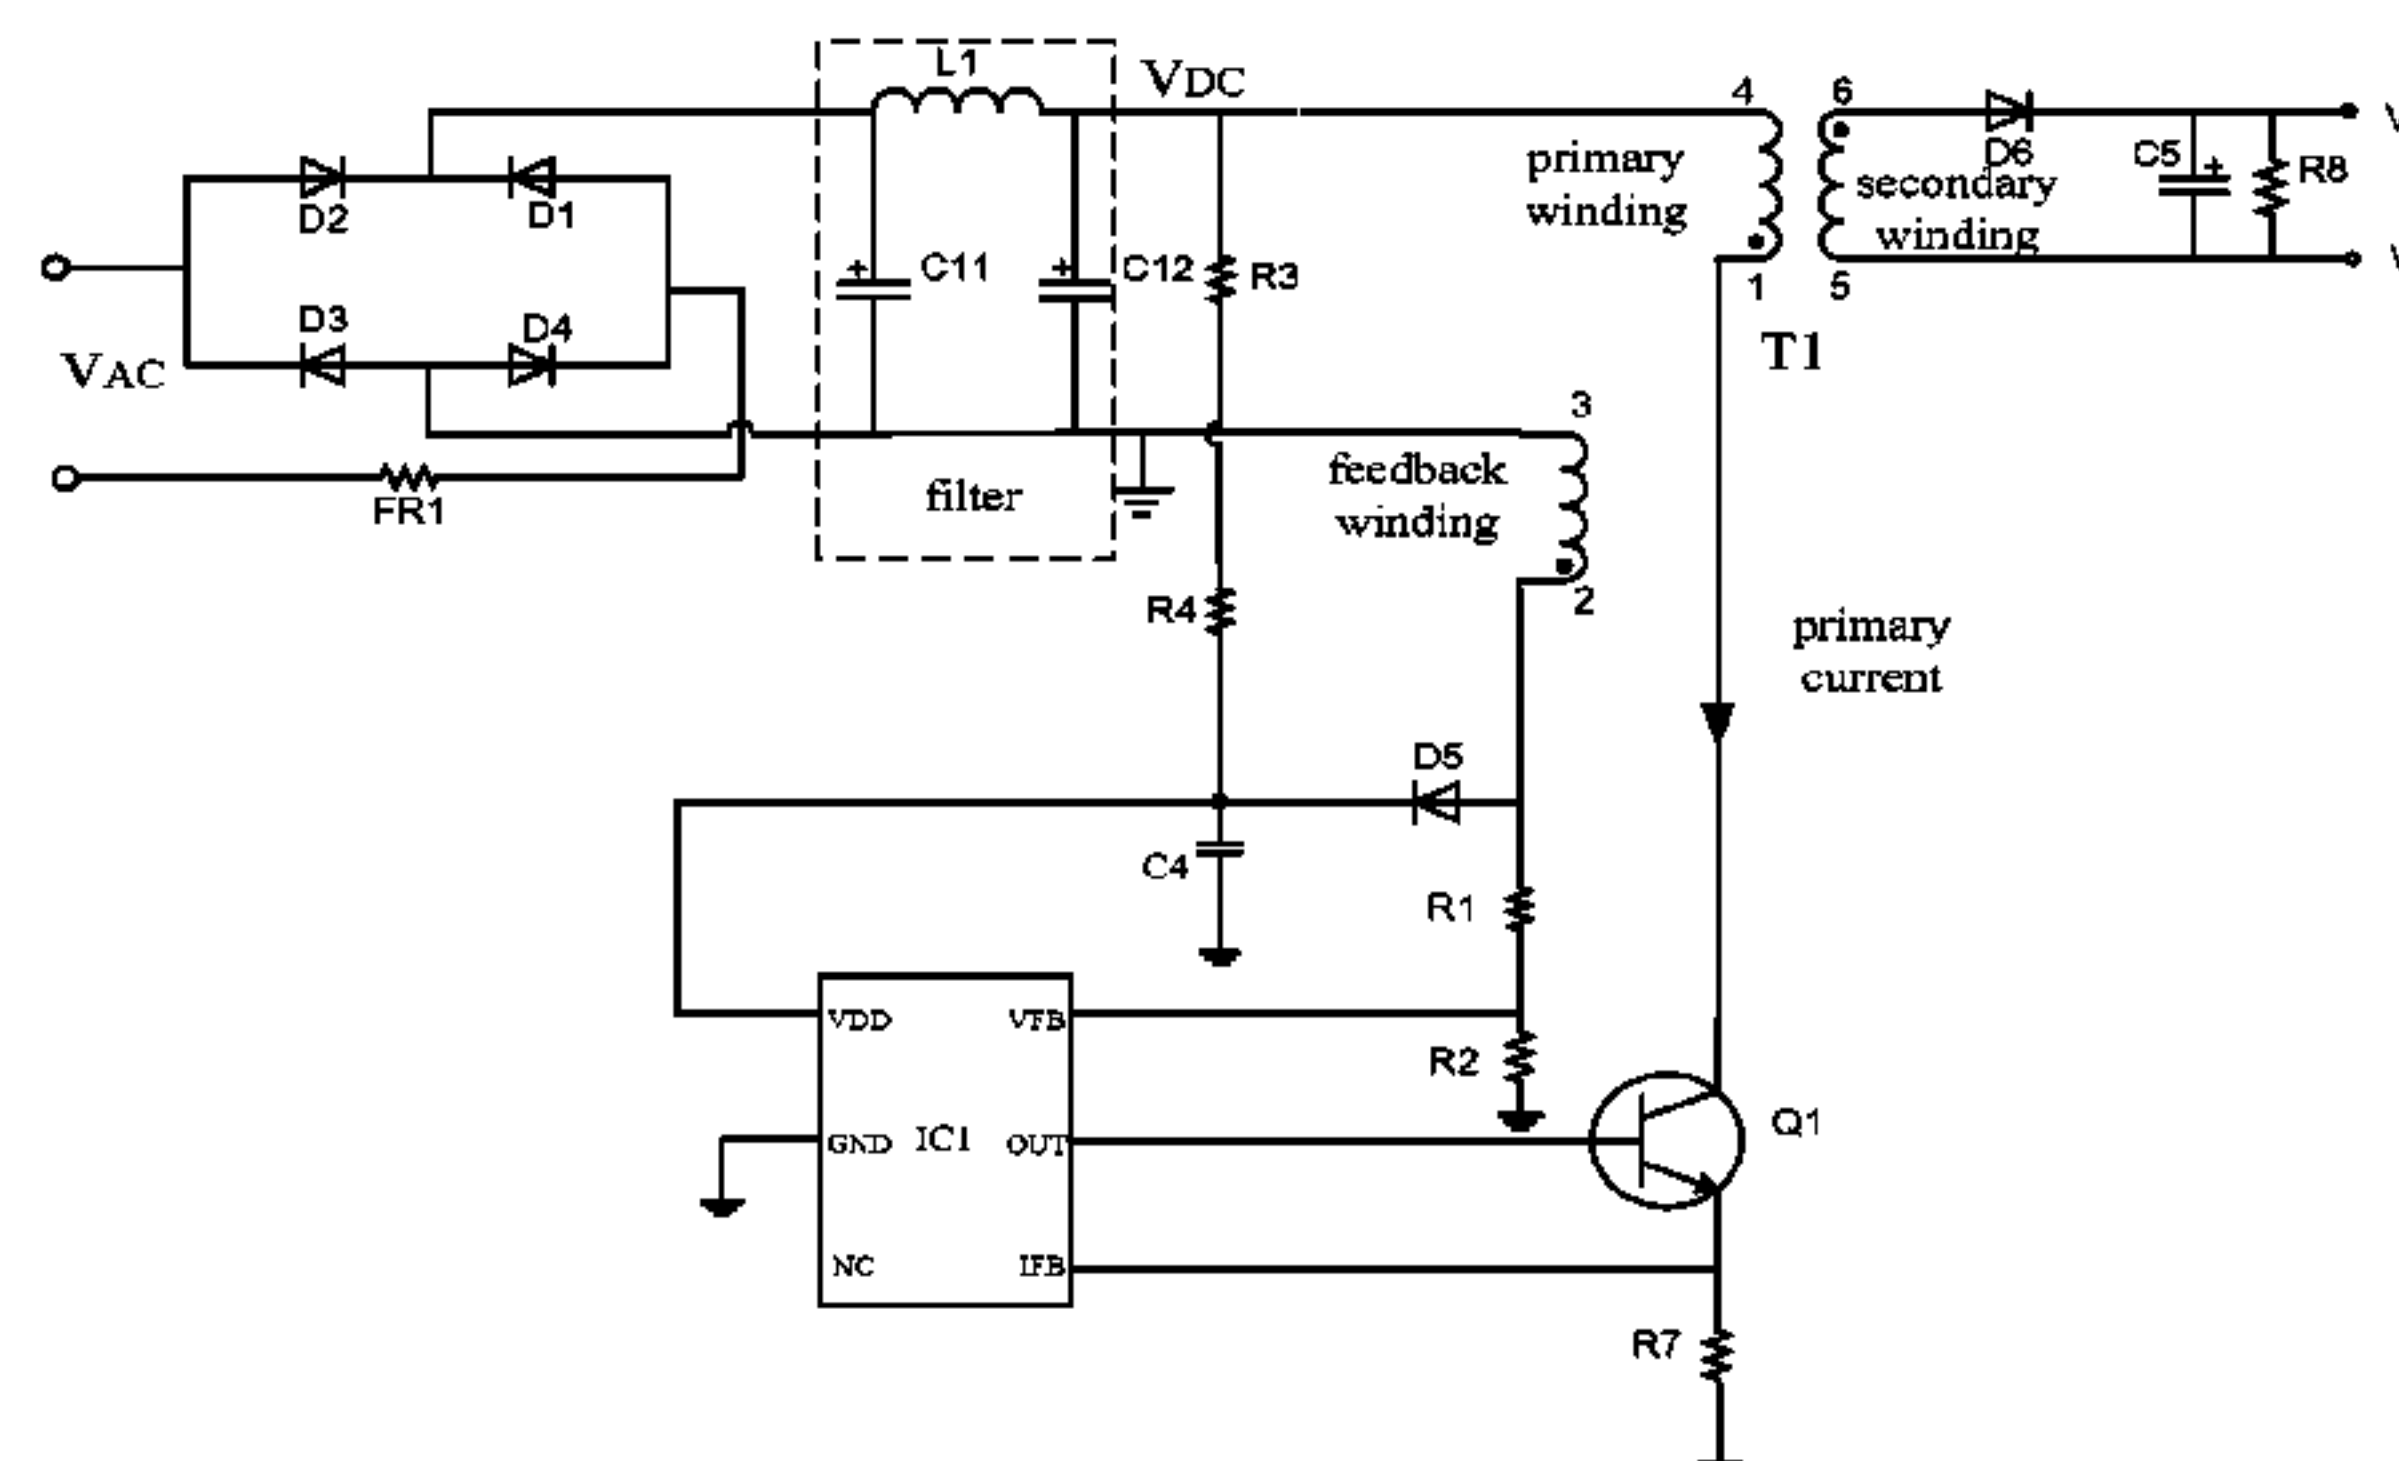 L1
VDC
4
6
D6
C5
+
R8
primary
winding
secondary
winding
D2
D1
+
C11
+
C12
R3
1
5
D3
D4
T1
VAC
3
FR1
filter
feedback
winding
2
R4
primary
current
D5
C4
R1
VDD
VFB
R2
GND
IC1
OUT
Q1
NC
IFB
R7